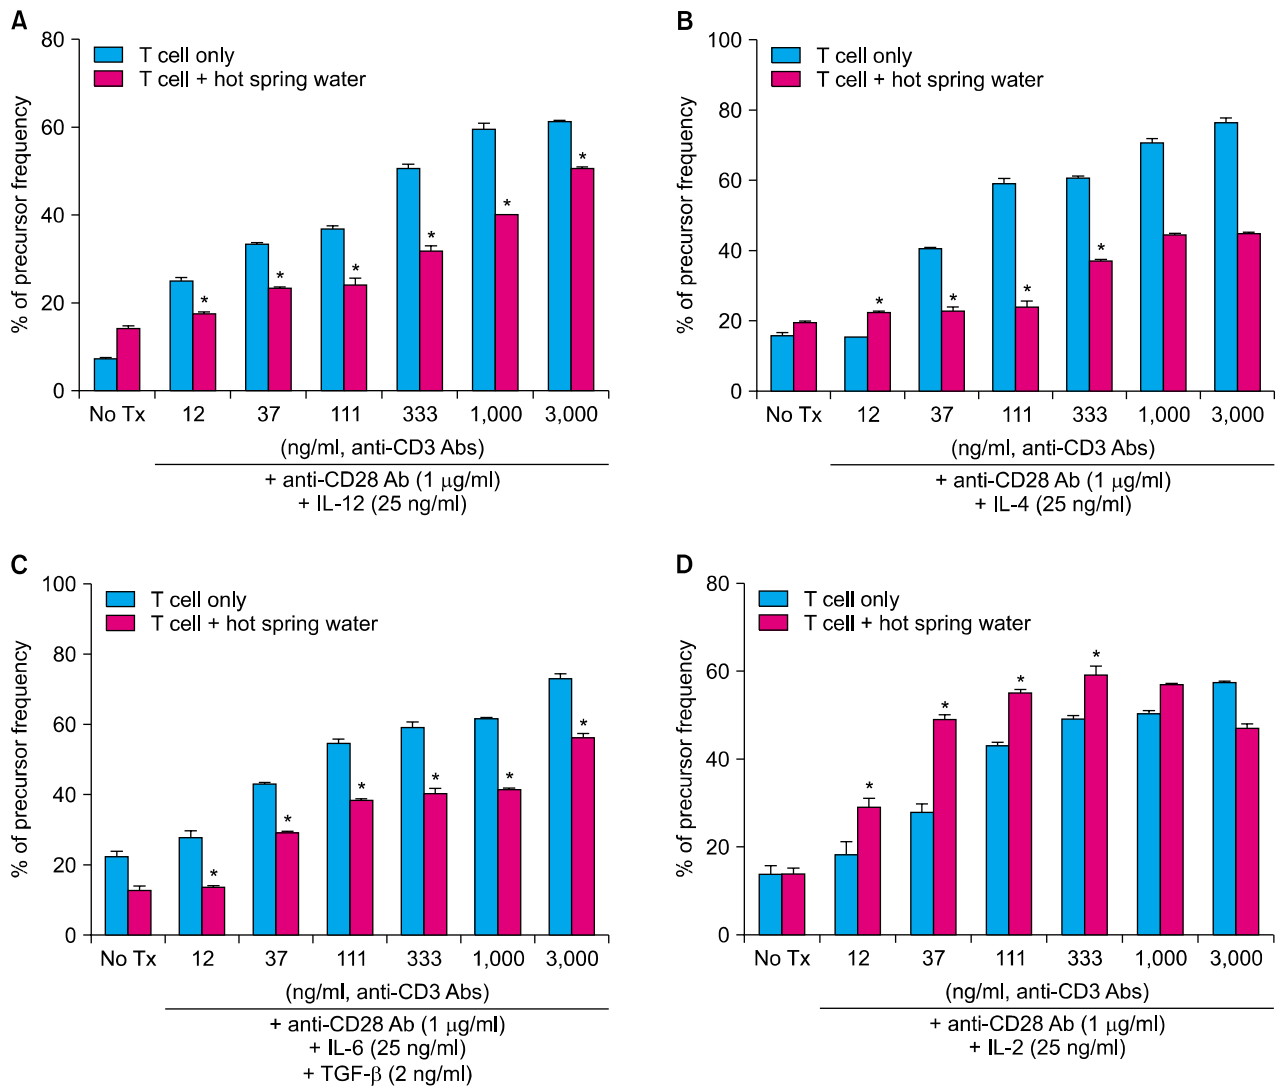 A
80
60
40
20
0
% of precursor frequency
T cell only
T cell + hot spring water
* * * * * *
No Tx 12 37 111 333 1,000 3,000
(ng/ml, anti-CD3 Abs)
+ anti-CD28 Ab (1 μg/ml)
+ IL-12 (25 ng/ml)
B
100
80
60
40
20
0
% of precursor frequency
T cell only
T cell + hot spring water
* * * *
No Tx 12 37 111 333 1,000 3,000
(ng/ml, anti-CD3 Abs)
+ anti-CD28 Ab (1 μg/ml)
+ IL-4 (25 ng/ml)
C
100
80
60
40
20
0
% of precursor frequency
T cell only
T cell + hot spring water
* * * * * *
No Tx 12 37 111 333 1,000 3,000
(ng/ml, anti-CD3 Abs)
+ anti-CD28 Ab (1 μg/ml)
+ IL-6 (25 ng/ml)
+ TGF-β (2 ng/ml)
D
80
60
40
20
0
% of precursor frequency
T cell only
T cell + hot spring water
* * * *
No Tx 12 37 111 333 1,000 3,000
(ng/ml, anti-CD3 Abs)
+ anti-CD28 Ab (1 μg/ml)
+ IL-2 (25 ng/ml)